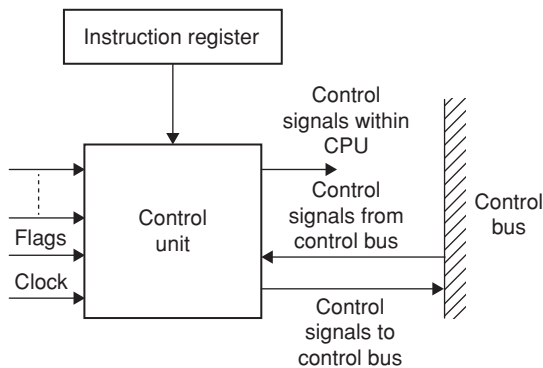 Instruction register
Control
signals within
CPU
Control
signals from
control bus
Control
bus
Control
unit
Flags
Clock
Control
signals to
control bus